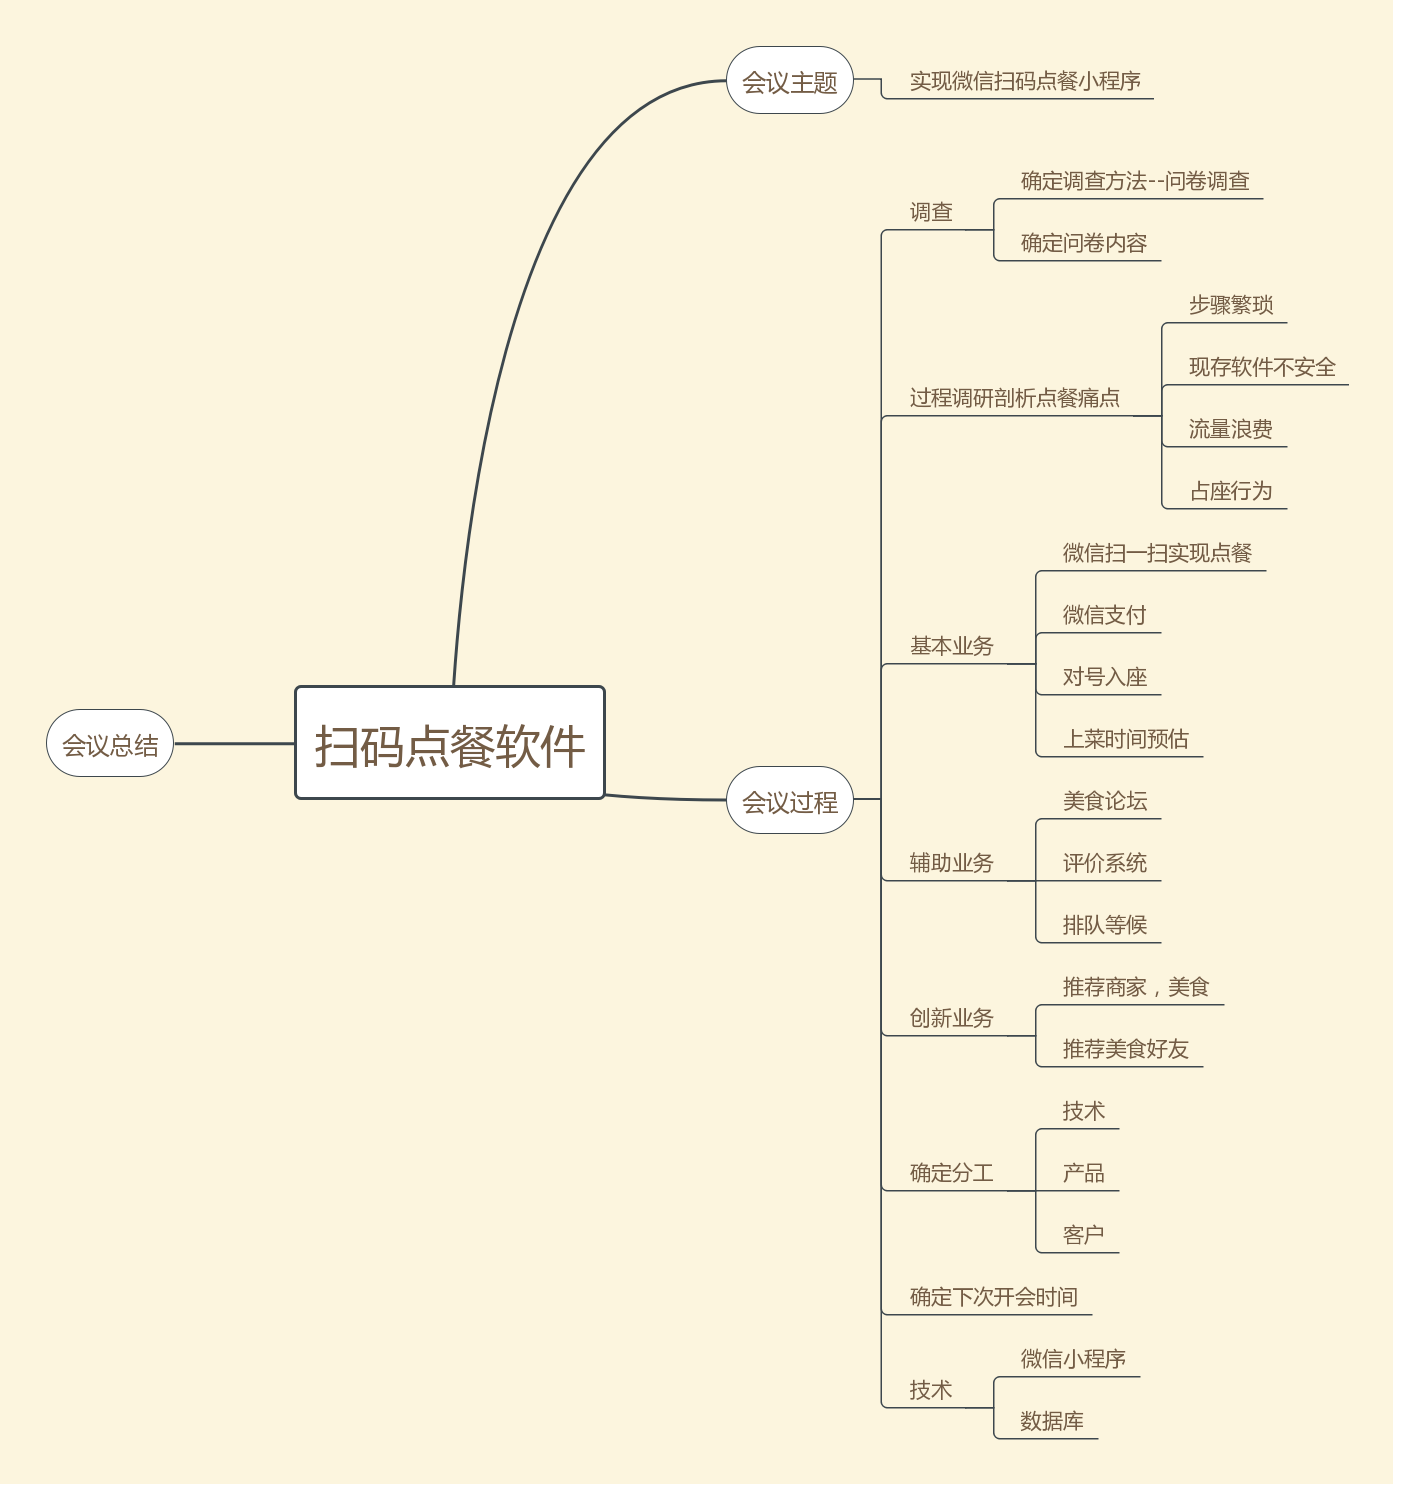 会议主题
实现微信扫码点餐小程序
确定调查方法--问卷调查
调查
确定问卷内容
步骤繁琐
现存软件不安全
过程调研剖析点餐痛点
流量浪费
占座行为
微信扫一扫实现点餐
微信支付
基本业务
对号入座
上菜时间预估
会议总结
扫码点餐软件
会议过程
美食论坛
辅助业务
评价系统
排队等候
推荐商家，美食
创新业务
推荐美食好友
技术
确定分工
产品
客户
确定下次开会时间
微信小程序
技术
数据库